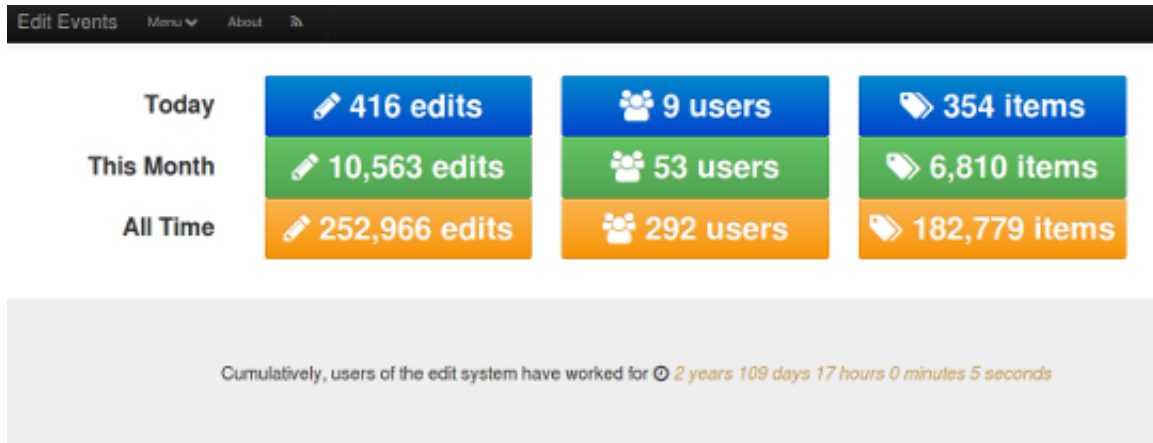 Edit Events Menu About
Today 416 edits 9 users 354 items
This Month 10,563 edits 53 users 6,810 items
All Time 252,966 edits 292 users 182,779 items
Cumulatively, users of the edit system have worked for 2 years 109 days 17 hours 0 minutes 5 seconds